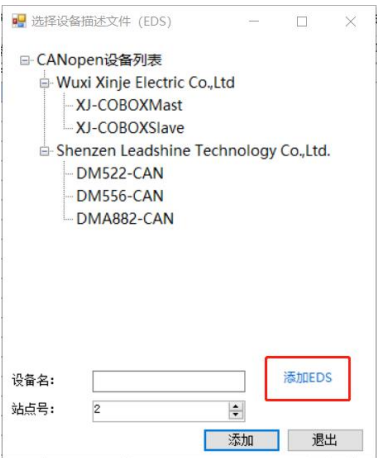 选择设备描述文件 (EDS)
CANopen设备列表
Wuxi Xinje Electric Co.,Ltd
XJ-COBOXMast
XJ-COBOXSlave
Shenzen Leadshine Technology Co.,Ltd.
DM522-CAN
DM556-CAN
DMA882-CAN
设备名: 添加EDS
站点号: 2
添加 退出